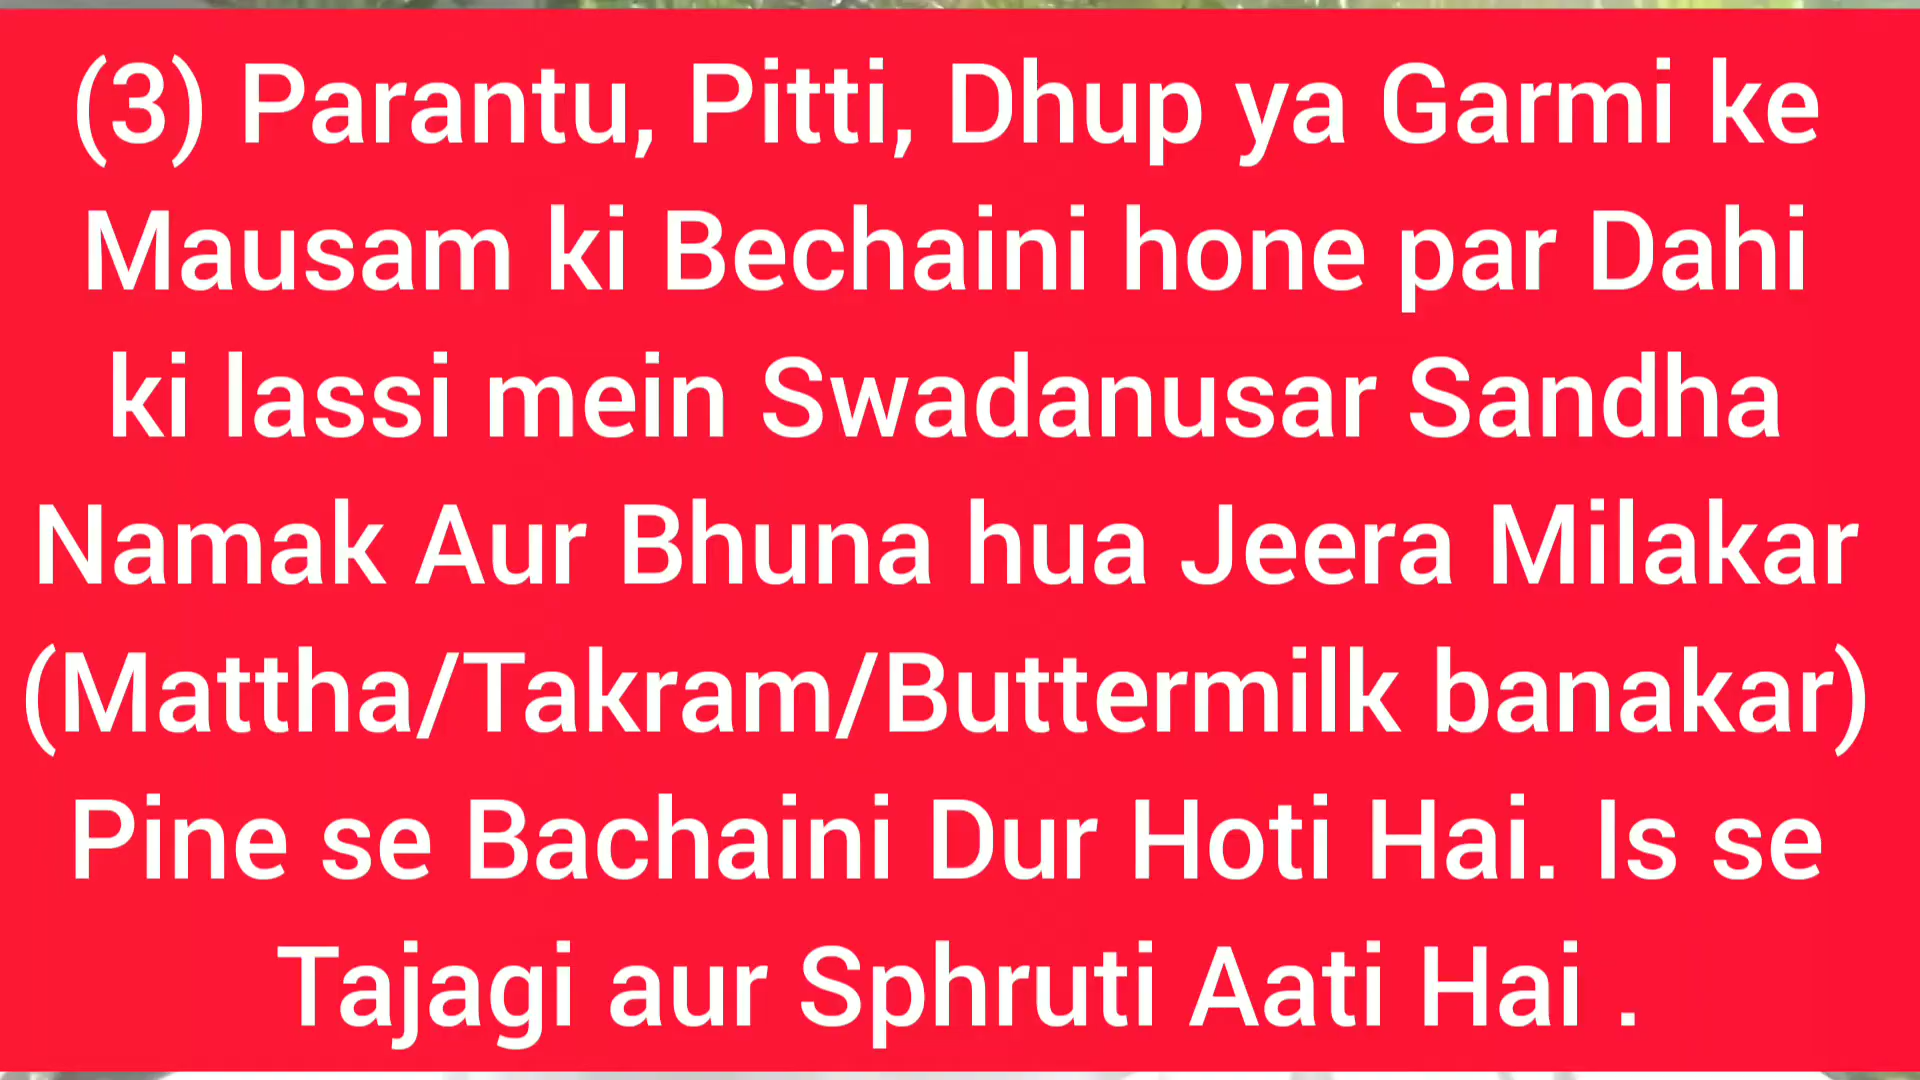 (3) Parantu, Pitti, Dhup ya Garmi ke
Mausam ki Bechaini hone par Dahi
ki lassi mein Swadanusar Sandha
Namak Aur Bhuna hua Jeera Milakar
(Mattha/Takram/Buttermilk banakar)
Pine se Bachaini Dur Hoti Hai. Is se
Tajagi aur Sphruti Aati Hai .